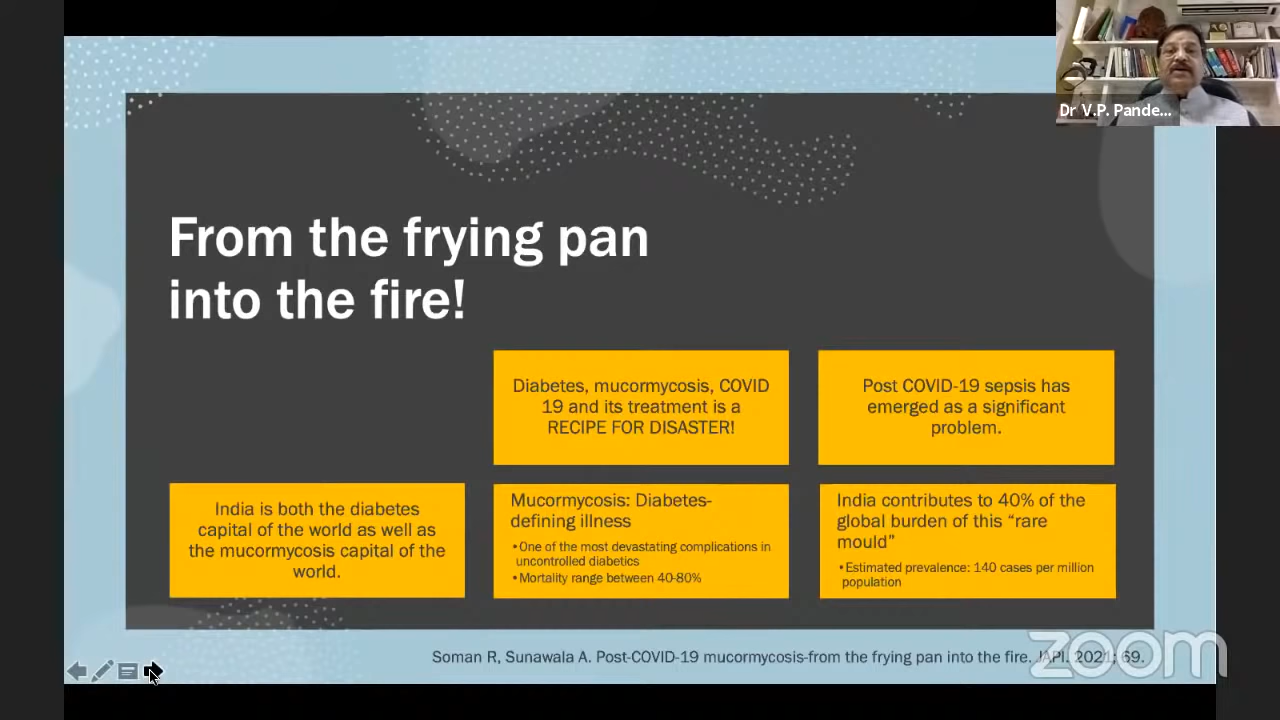 Dr V.P. Pande...
From the frying pan
into the fire!
Diabetes, mucormycosis, COVID
19 and its treatment is a
RECIPE FOR DISASTER!
Post COVID-19 sepsis has
emerged as a significant
problem.
India is both the diabetes
capital of the world as well as
the mucormycosis capital of the
world.
Mucormycosis: Diabetes-
defining illness
•One of the most devastating complications in
uncontrolled diabetics
•Mortality range between 40-80%
India contributes to 40% of the
global burden of this “rare
mould”
•Estimated prevalence: 140 cases per million
population
Soman R, Sunawala A. Post-COVID-19 mucormycosis-from the frying pan into the fire. JAPI. 2021; 69.
zoom